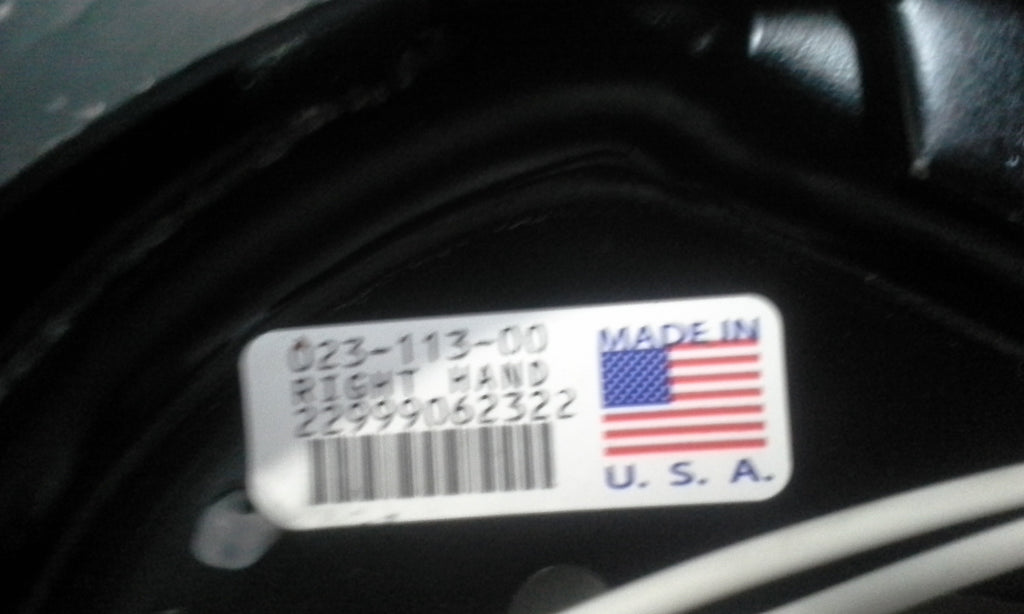 023-113-00
RIGHT HAND
22999062322
MADE IN
U. S. A.